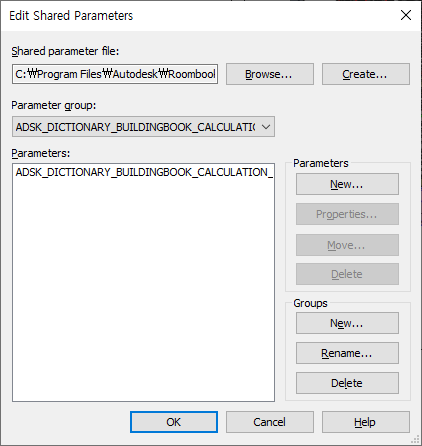 Edit Shared Parameters
Shared parameter file:
C:₩Program Files₩Autodesk₩Roombool
Browse...
Create...
Parameter group:
ADSK_DICTIONARY_BUILDINGBOOK_CALCULATIO
Parameters:
ADSK_DICTIONARY_BUILDINGBOOK_CALCULATION_
Parameters
New...
Properties...
Move...
Delete
Groups
New...
Rename...
Delete
OK
Cancel
Help